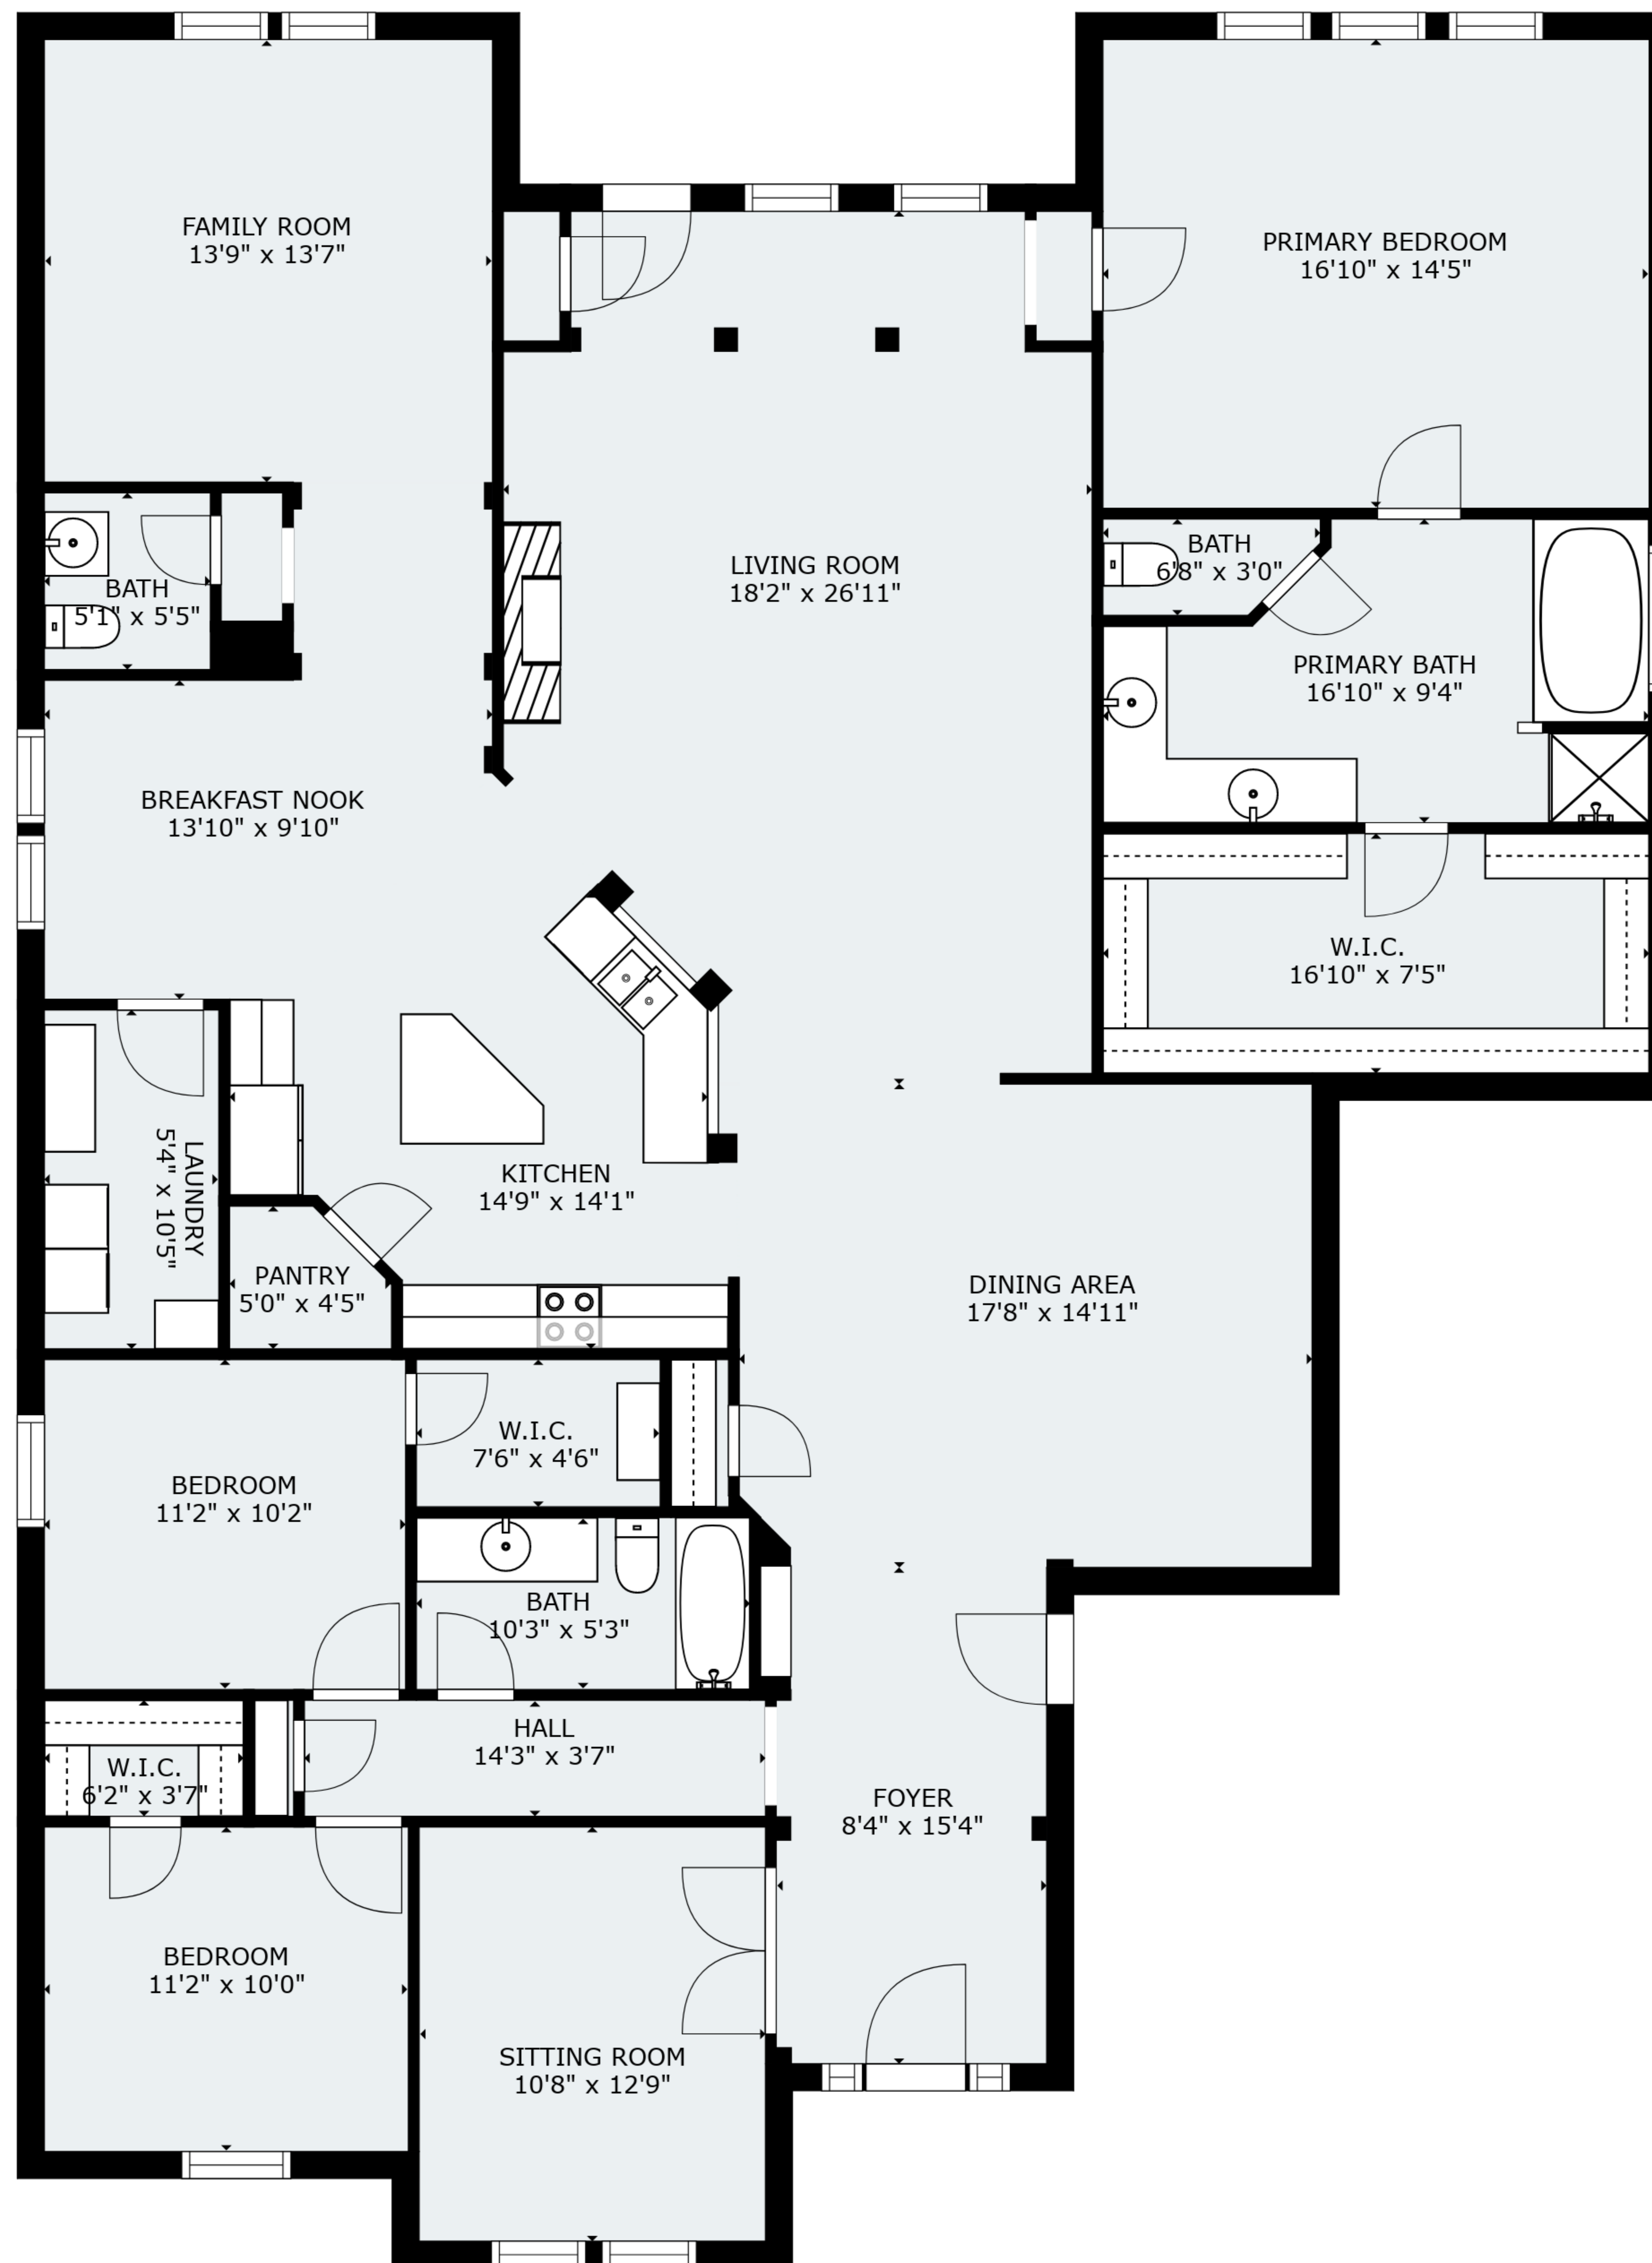 FAMILY ROOM
13'9" x 13'7"
PRIMARY BEDROOM
16'10" x 14'5"
BATH
5'1" x 5'5"
LIVING ROOM
18'2" x 26'11"
BATH
6'8" x 3'0"
PRIMARY BATH
16'10" x 9'4"
BREAKFAST NOOK
13'10" x 9'10"
W.I.C.
16'10" x 7'5"
LAUNDRY
5'4" x 10'5"
KITCHEN
14'9" x 14'1"
PANTRY
5'0" x 4'5"
DINING AREA
17'8" x 14'11"
W.I.C.
7'6" x 4'6"
BEDROOM
11'2" x 10'2"
BATH
10'3" x 5'3"
HALL
14'3" x 3'7"
W.I.C.
6'2" x 3'7"
FOYER
8'4" x 15'4"
BEDROOM
11'2" x 10'0"
SITTING ROOM
10'8" x 12'9"